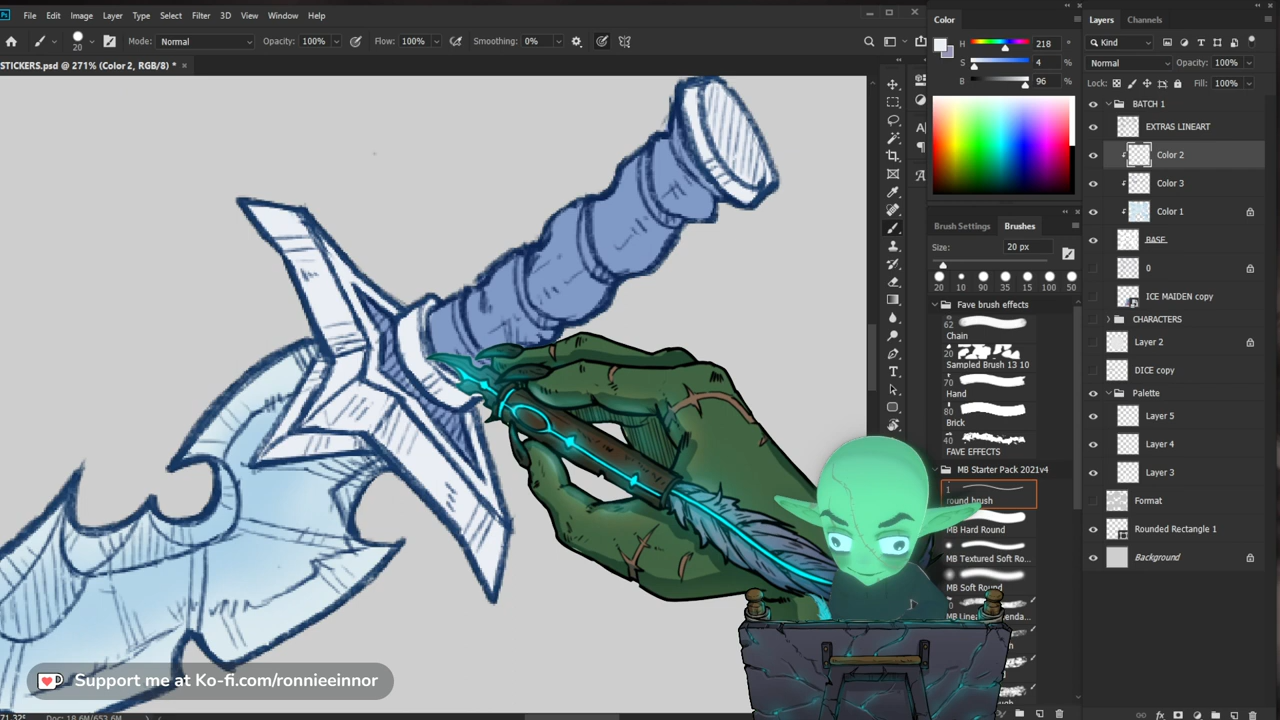 Ps File Edit Image Layer Type Select Filter 3D View Window Help
20 Mode: Normal Opacity: 100% Flow: 100% Smoothing: 0%
STICKERS.psd @ 271% (Color 2, RGB/8) *
Color
H 218 °
S 4 %
B 96 %
Brush Settings Brushes
Size: 20 px
20 10 90 35 15 100 50
Fave brush effects
62
Chain
20
Sampled Brush 13 10
70
Hand
80
Brick
40
FAVE EFFECTS
MB Starter Pack 2021v4
1
round brush
MB Hard Round
MB Textured Soft Ro...
MB Soft Round
Layers Channels
Kind
Normal Opacity: 100%
Lock: Fill: 100%
BATCH 1
EXTRAS LINEART
Color 2
Color 3
Color 1
BASE
0
ICE MAIDEN copy
CHARACTERS
Layer 2
DICE copy
Palette
Layer 5
Layer 4
Layer 3
Format
Rounded Rectangle 1
Background
Support me at Ko-fi.com/ronnieeinnor